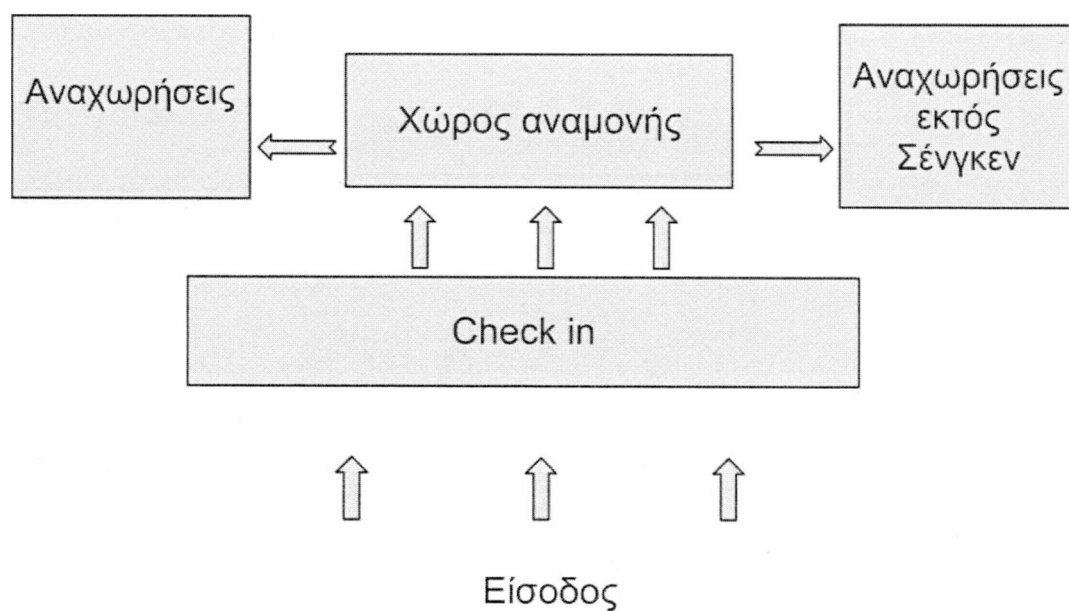 Αναχωρήσεις
Χώρος αναμονής
Αναχωρήσεις
εκτός
Σένγκεν
Check in
Είσοδος